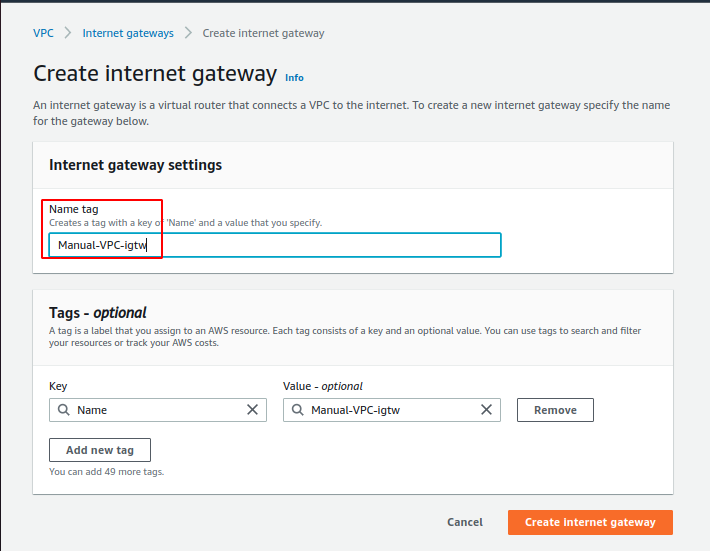 VPC > Internet gateways > Create internet gateway
Create internet gateway Info
An internet gateway is a virtual router that connects a VPC to the internet. To create a new internet gateway specify the name
for the gateway below.
Internet gateway settings
Name tag
Creates a tag with a key of 'Name' and a value that you specify.
Manual-VPC-igtw
Tags - optional
A tag is a label that you assign to an AWS resource. Each tag consists of a key and an optional value. You can use tags to search and filter
your resources or track your AWS costs.
Key Value - optional
Name Manual-VPC-igtw Remove
Add new tag
You can add 49 more tags.
Cancel Create internet gateway